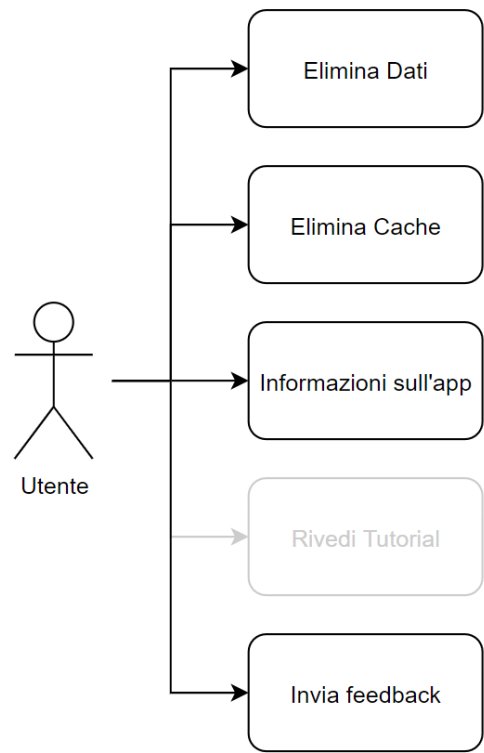 Elimina Dati
Elimina Cache
Informazioni sull'app
Utente
Rivedi Tutorial
Invia feedback